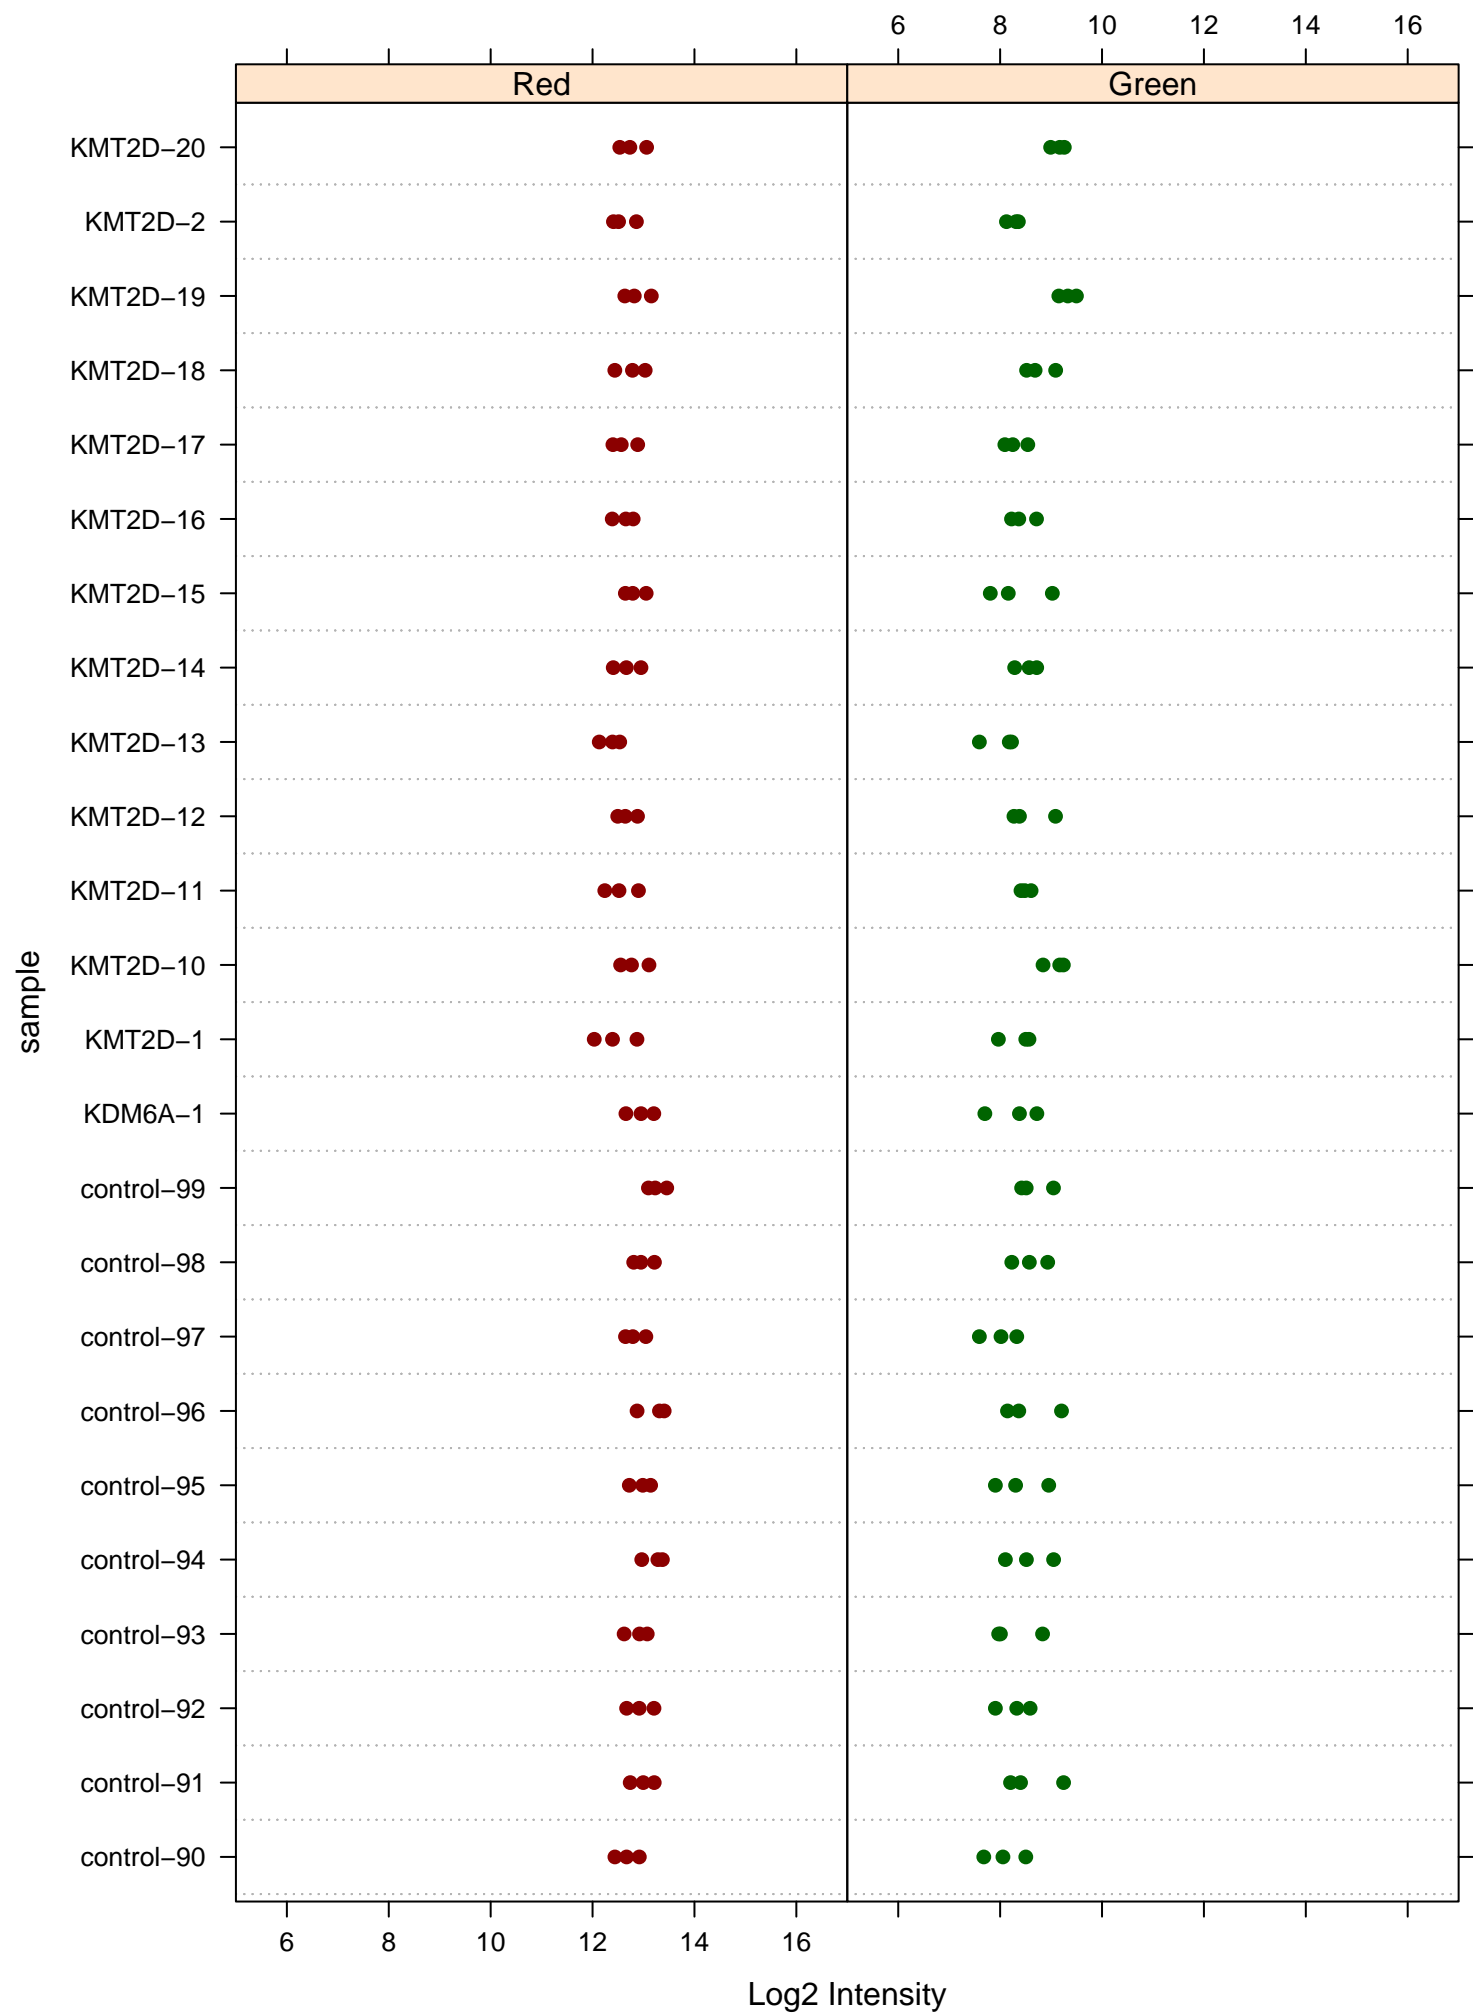 6 8 10 12 14 16
Red Green
KMT2D−20
KMT2D−2
KMT2D−19
KMT2D−18
KMT2D−17
KMT2D−16
KMT2D−15
KMT2D−14
KMT2D−13
KMT2D−12
KMT2D−11
KMT2D−10
KMT2D−1
KDM6A−1
control−99
control−98
control−97
control−96
control−95
control−94
control−93
control−92
control−91
control−90
sample
6 8 10 12 14 16
Log2 Intensity